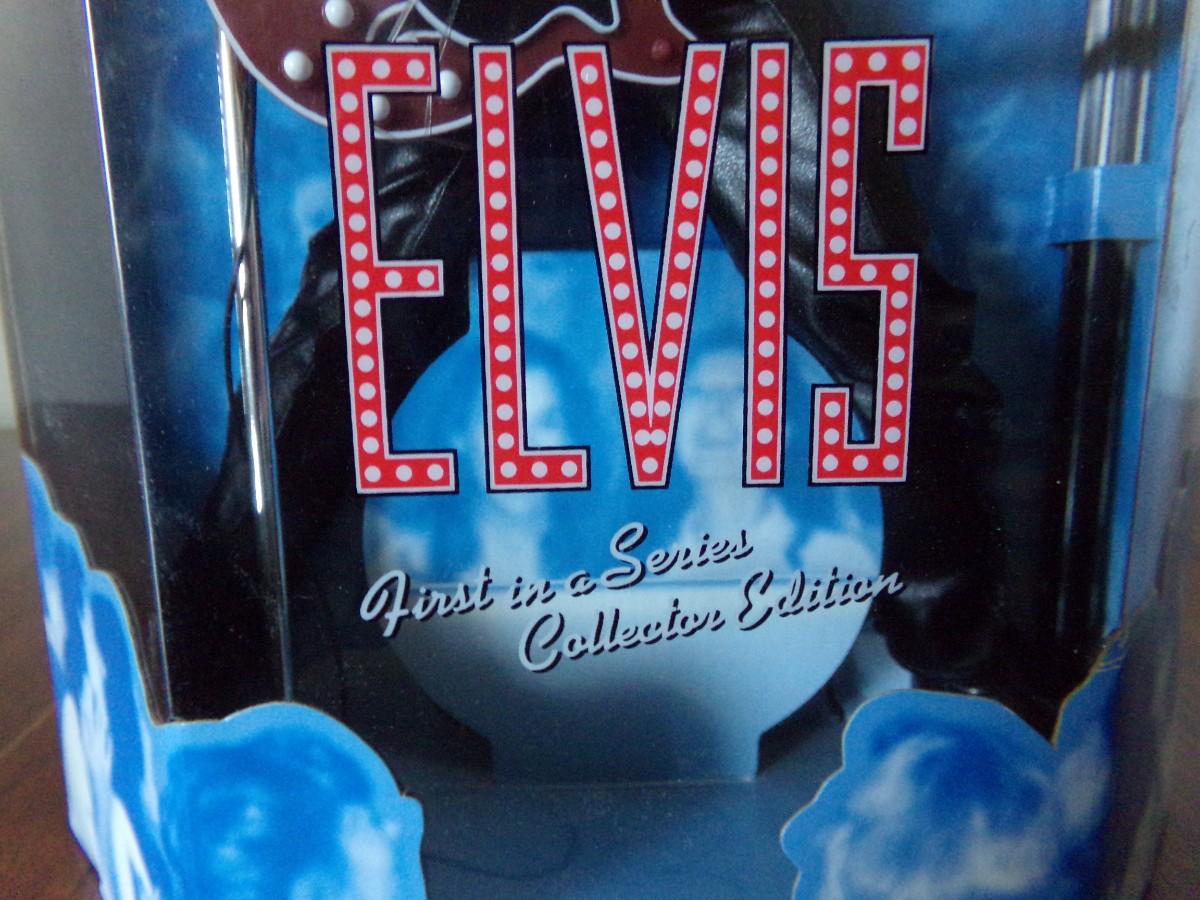 ELVIS
First in a Series
Collector Edition